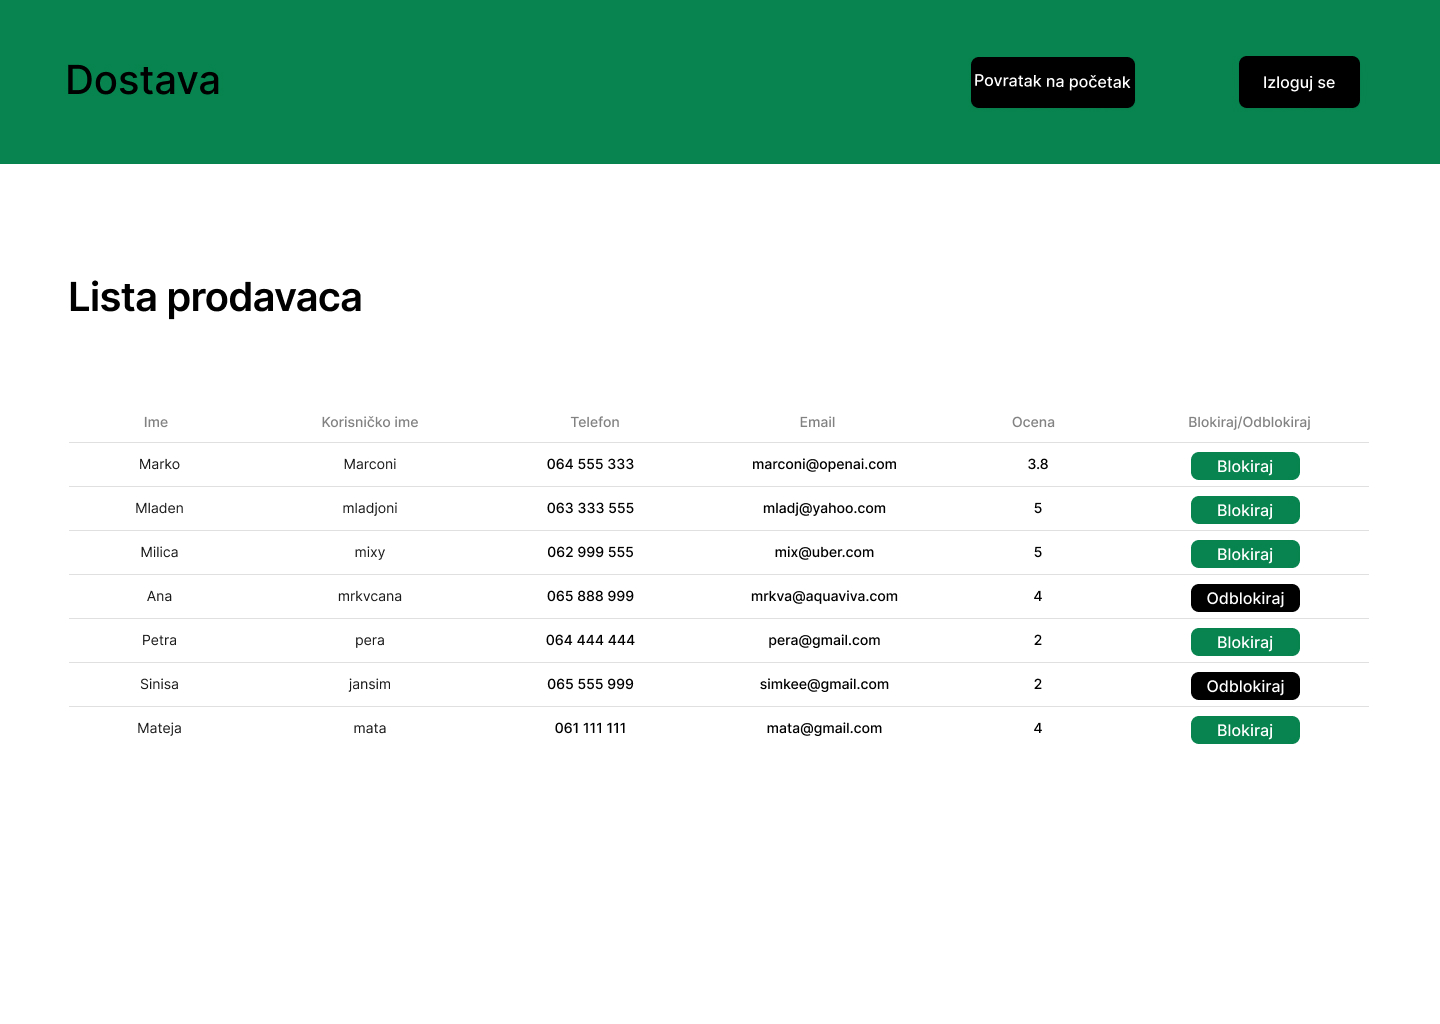 Dostava Povratak na početak Izloguj se
Lista prodavaca
Ime Korisničko ime Telefon Email Ocena Blokiraj/Odblokiraj
Marko Marconi 064 555 333 marconi@openai.com 3.8 Blokiraj
Mladen mladjoni 063 333 555 mladj@yahoo.com 5 Blokiraj
Milica mixy 062 999 555 mix@uber.com 5 Blokiraj
Ana mrkvcana 065 888 999 mrkva@aquaviva.com 4 Odblokiraj
Petra pera 064 444 444 pera@gmail.com 2 Blokiraj
Sinisa jansim 065 555 999 simkee@gmail.com 2 Odblokiraj
Mateja mata 061 111 111 mata@gmail.com 4 Blokiraj